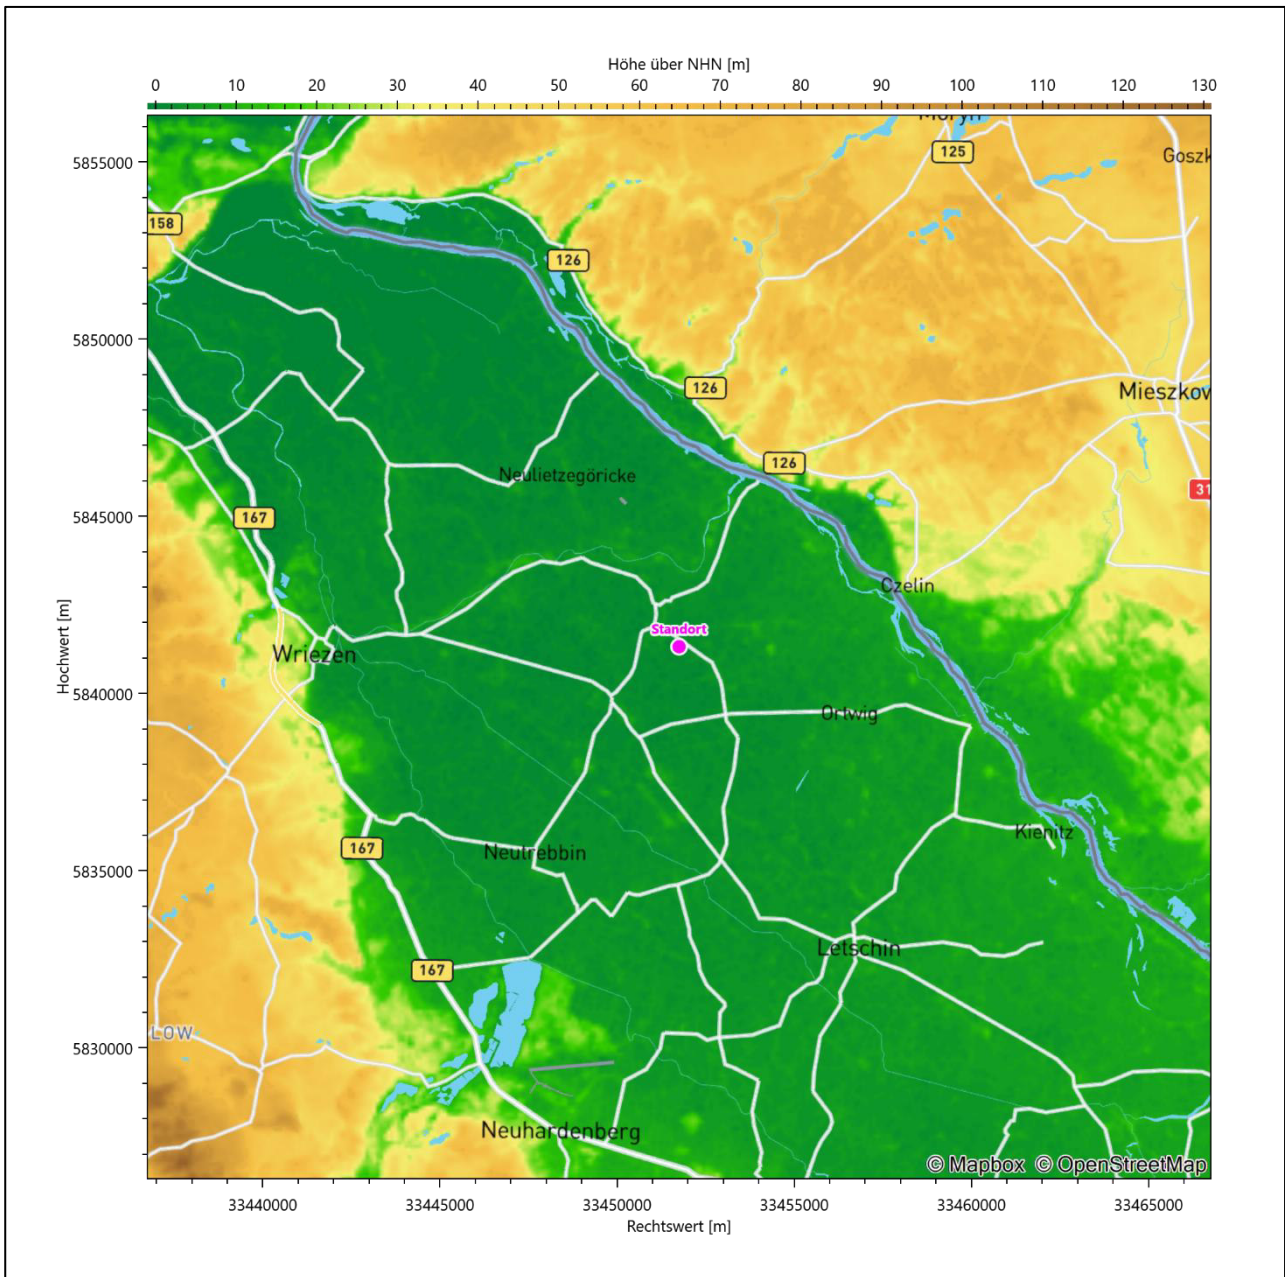 Höhe über NHN [m]
0 10 20 30 40 50 60 70 80 90 100 110 120 130
Moryń
5855000
125
Goszk
158
126
5850000
126
Mieszkow
126
Neulietzegöricke
31
5845000
167
Czelin
Standort
Wriezen
Hochwert [m]
5840000
Ortwig
Kienitz
167
Neutrebbin
5835000
Letschin
167
LOW
5830000
Neuhardenberg
© Mapbox © OpenStreetMap
33440000 33445000 33450000 33455000 33460000 33465000
Rechtswert [m]